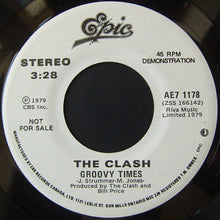 Epic
STEREO
3:28
45 RPM
DEMONSTRATION
℗ 1979
CBS Inc.
AE7 1178
(ZSS 166142)
Riva Music
Limited 1979
NOT FOR
SALE
THE CLASH
GROOVY TIMES
-J. Strummer-M. Jones-
Produced by The Clash and
Bill Price